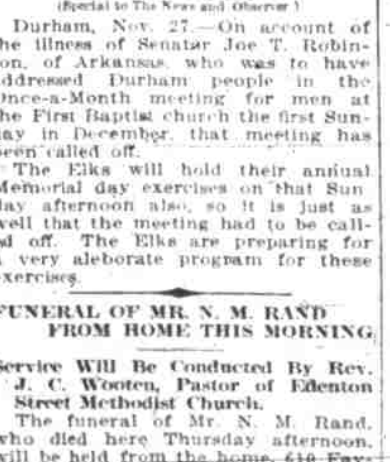 (Special to The News and Observer)
Durham, Nov. 27.—On account of
the illness of Senator Joe T. Robin-
on, of Arkansas, who was to have
addressed Durham people in the
Once-a-Month meeting for men at
the First Baptist church the first Sun-
day in December, that meeting has
been called off.
The Elks will hold their annual
Memorial day exercises on that Sun
day afternoon also, so it is just as
well that the meeting had to be call-
ed off. The Elks are preparing for
a very aleborate program for these
exercises.
FUNERAL OF MR. N. M. RAND
FROM HOME THIS MORNING
Service Will Be Conducted By Rev.
J. C. Wooten, Pastor of Edenton
Street Methodist Church.
The funeral of Mr. N. M. Rand,
who died here Thursday afternoon,
will be held from the home, 610 Fay-